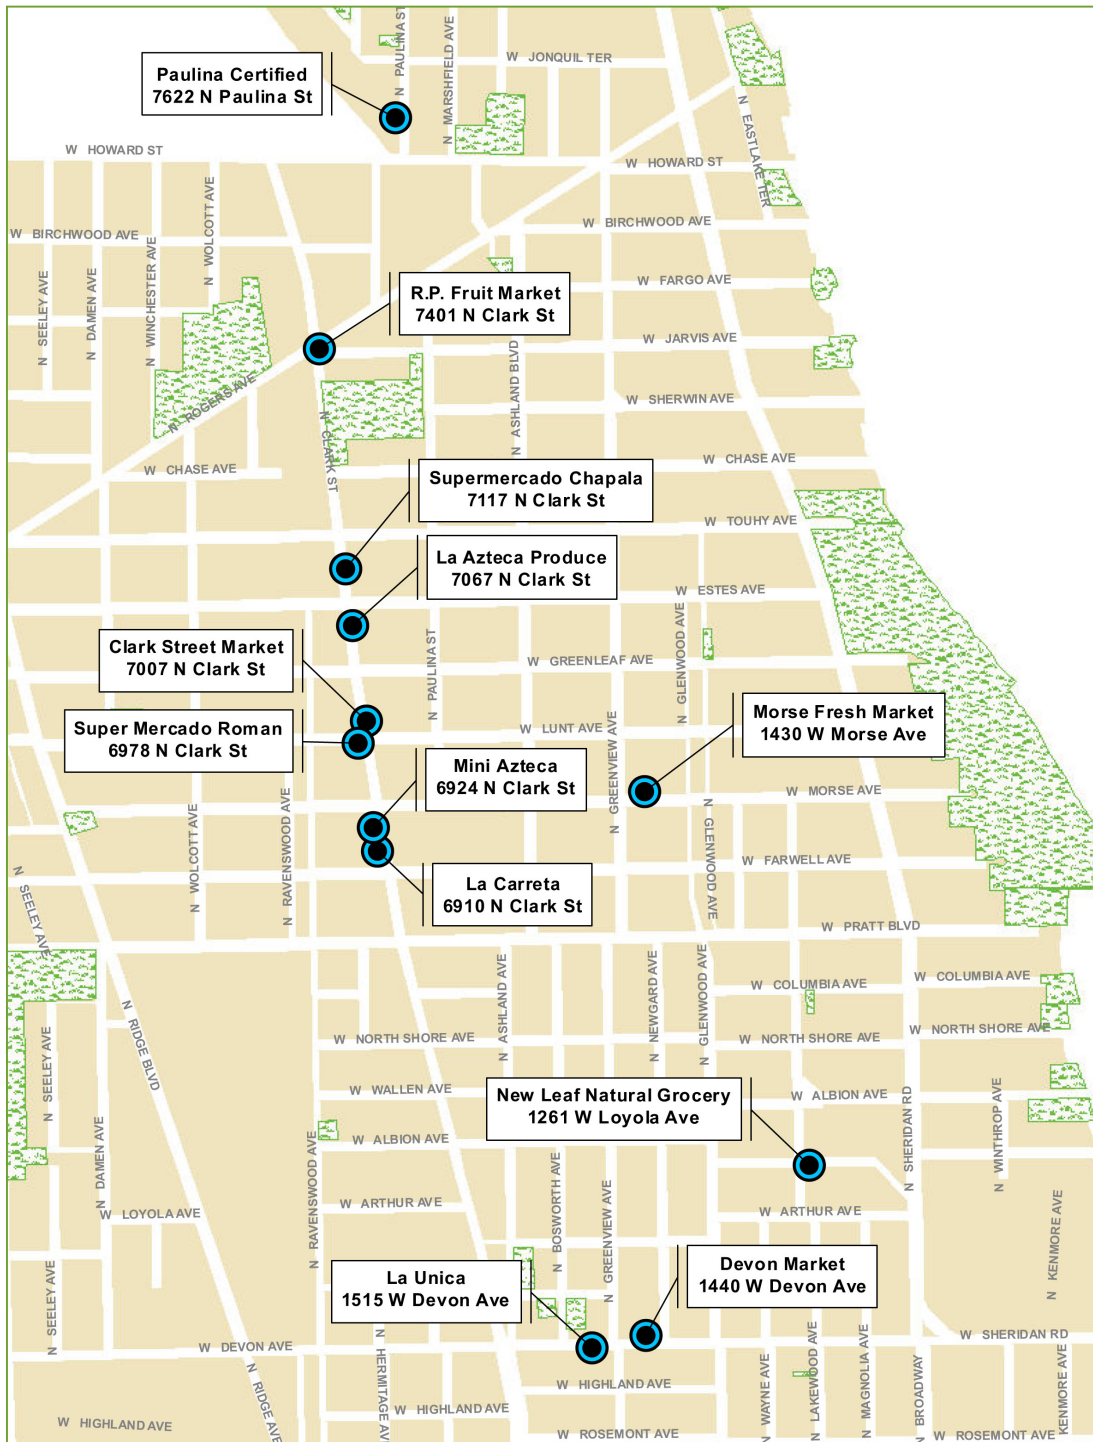 N PAULINA ST
N MARSHFIELD AVE
W JONQUIL TER
Paulina Certified
7622 N Paulina St
N EASTLAKE TER
W HOWARD ST
W HOWARD ST
N WOLCOTT AVE
W BIRCHWOOD AVE
W BIRCHWOOD AVE
N SEELEY AVE
N DAMEN AVE
N WINCHESTER AVE
R.P. Fruit Market
7401 N Clark St
W FARGO AVE
W JARVIS AVE
N ASHLAND BLVD
N ROGERS AVE
W SHERWIN AVE
N CLARK ST
W CHASE AVE
W CHASE AVE
Supermercado Chapala
7117 N Clark St
W TOUHY AVE
La Azteca Produce
7067 N Clark St
W ESTES AVE
N GLENWOOD AVE
N PAULINA ST
Clark Street Market
7007 N Clark St
W GREENLEAF AVE
Super Mercado Roman
6978 N Clark St
W LUNT AVE
N GREENVIEW AVE
Morse Fresh Market
1430 W Morse Ave
Mini Azteca
6924 N Clark St
W MORSE AVE
N WOLCOTT AVE
N RAVENSWOOD AVE
N GLENWOOD AVE
W FARWELL AVE
La Carreta
6910 N Clark St
N SEELEY AVE
W PRATT BLVD
N ASHLAND AVE
N NEWGARD AVE
N GLENWOOD AVE
W COLUMBIA AVE
W COLUMBIA AVE
N RIDGE BLVD
N SEELEY AVE
W NORTH SHORE AVE
W NORTH SHORE AVE
W NORTH SHORE AVE
W WALLEN AVE
New Leaf Natural Grocery
1261 W Loyola Ave
W ALBION AVE
N SHERIDAN RD
N WINTHROP AVE
W ALBION AVE
N DAMEN AVE
N RAVENSWOOD AVE
N BOSWORTH AVE
N GREENVIEW AVE
W ARTHUR AVE
W LOYOLA AVE
W ARTHUR AVE
N KENMORE AVE
N SEELEY AVE
La Unica
1515 W Devon Ave
Devon Market
1440 W Devon Ave
W DEVON AVE
W SHERIDAN RD
N HERMITAGE AV
N RIDGE AVE
N WAYNE AVE
N LAKEWOOD AVE
N MAGNOLIA AVE
N BROADWAY
KENMORE AVE
W HIGHLAND AVE
W HIGHLAND AVE
W HIGHLAND AVE
W ROSEMONT AVE
W ROSEMONT AVE